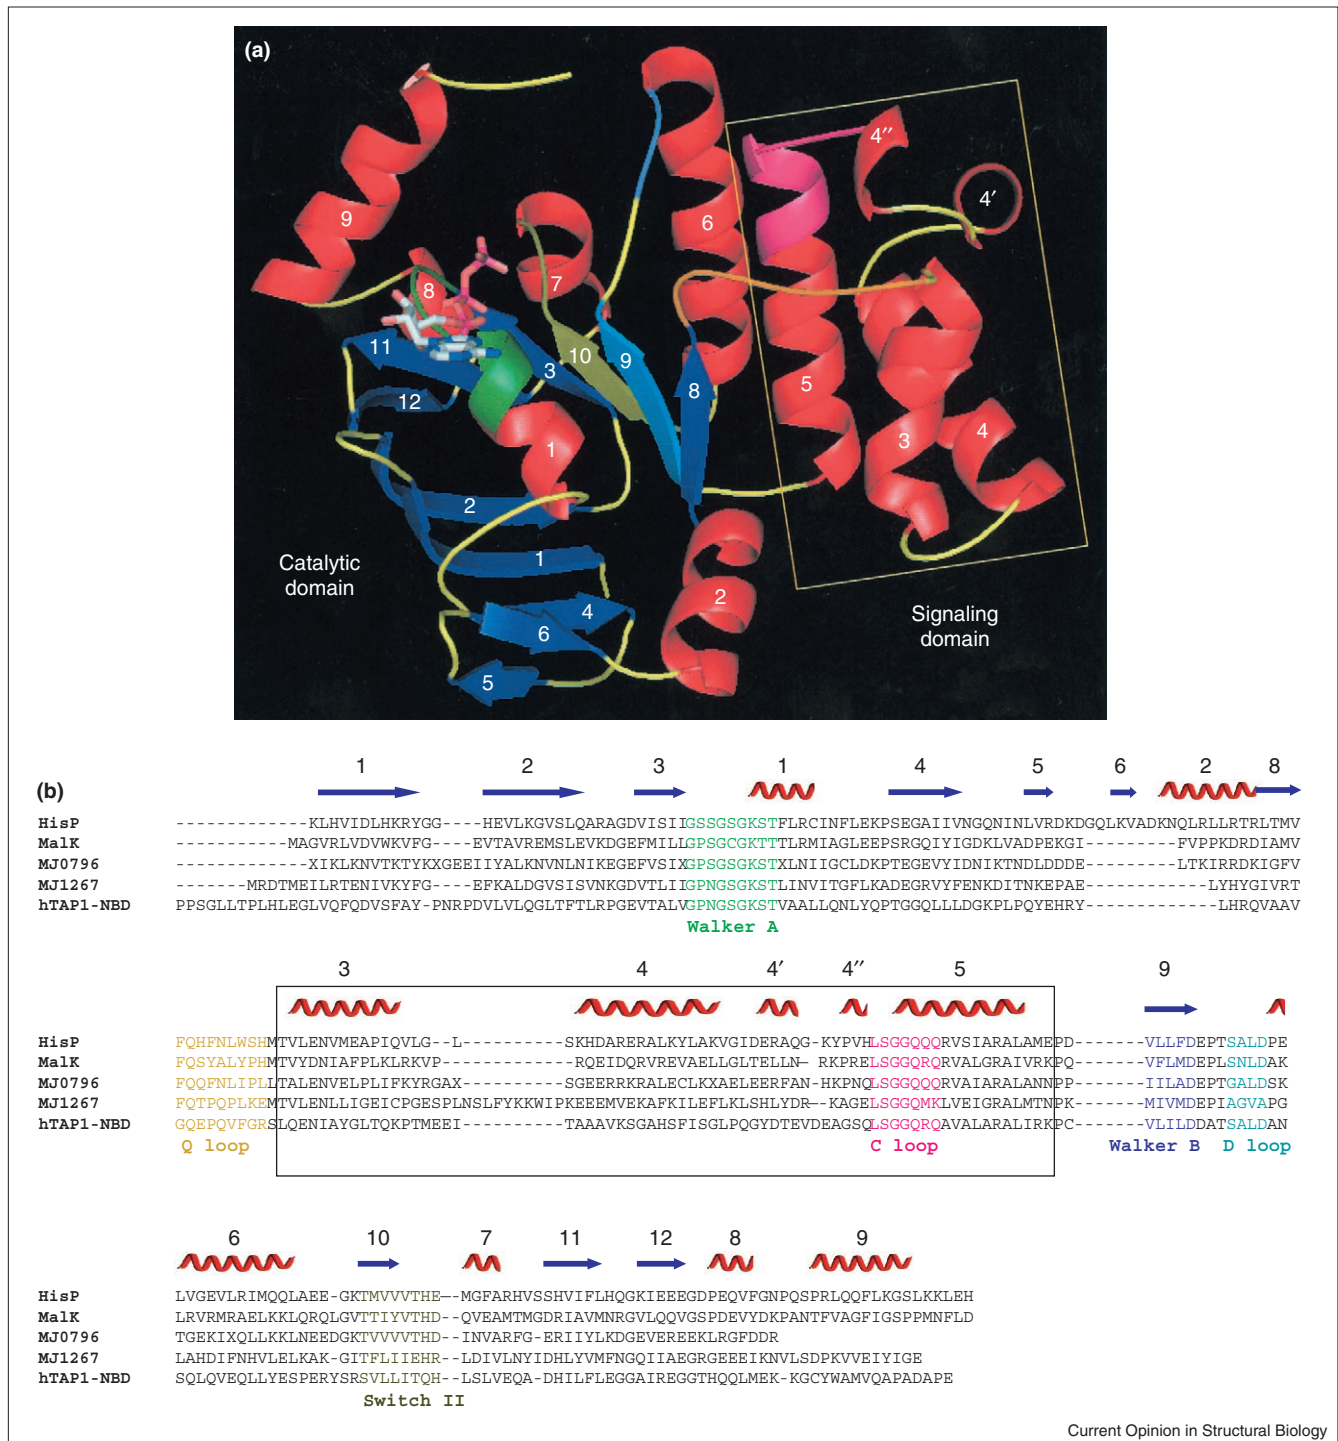 (a)
4″
4′
9
6
7
8
11
10
9
3
8
5
12
1
3
4
2
Catalytic
domain
1
2
4
6
Signaling
domain
5
(b)
1 2 3 1 4 5 6 2 8
HisP -------------KLHVIDLHKRYGG----HEVLKGVSLQARAGDVISIIGSSGSGKSTFLRCINFLEKPSEGAIIVNGQNINLVRDKDGQLKVADKNQLRLLRTRLTMV
MalK -----------MAGVRLVDVWKVFG----EVTAVREMSLEVKDGEFMILLGPSGCGKTTTLRMIAGLEEPSRGQIYIGDKLVADPEKGI----------FVPPKDRDIAMV
MJ0796 -------------XIKLKNVTKTYKXGEEIIYALKNVNLNIKEGEFVSIXGPSGSGKSTXLNIIGCLDKPTEGEVYIDNIKTNDLDDDE----------LTKIRRDKIGFV
MJ1267 -------MRDTMEILRTENIVKYFG----EFKALDGVSISVNKGDVTLIIGPNGSGKSTLINVITGFLKADEGRVYFENKDITNKEPAE-----------LYHYGIVRT
hTAP1-NBD PPSGLLTPLHLEGLVQFQDVSFAY-PNRPDVLVLQGLTFTLRPGEVTALVGPNGSGKSTVAALLQNLYQPTGGQLLLDGKPLPQYEHRY-----------LHRQVAAV
Walker A
3 4 4′ 4″ 5 9
HisP FQHFNLWSHMTVLENVMEAPIQVLG-L----------SKHDARERALKYLAKVGIDERAQG-KYPVHLSGGQQQRVSIARALAMEPD-------VLLFDEPTSALDPE
MalK FQSYALYPHMTVYDNIAFPLKLRKVP-----------RQEIDQRVREVAELLGLTELLN-RKPRELSGGQRQRVALGRAIVRKPQ-------VFLMDEPLSNLDAK
MJ0796 FQQFNLIPLLTALENVELPLIFKYRGAX---------SGEERRKRALECLKXAELEERFAN-HKPNQLSGGQQQRVAIARALANNPP-------IILADEPTGALDSK
MJ1267 FQTPQPLKEMTVLENLLIGEICPGESPLNSLFYKKWIPKEEEMVEKAFKILEFLKLSHLYDR-KAGELSGGQMKLVEIGRALMTNPK-------MIVMDEPIAGVAPG
hTAP1-NBD GQEPQVFGRSLQENIAYGLTQKPTMEEI---------TAAAVKSGAHSFISGLPQGYDTEVDEAGSQLSGGQRQAVALARALIRKPC-------VLILDDATSALDAN
Q loop C loop Walker B D loop
6 10 7 11 12 8 9
HisP LVGEVLRIMQQLAEE-GKTMVVVTHE--MGFARHVSSHVIFLHQGKIEEEGDPEQVFGNPQSPRLQQFLKGSLKKLEH
MalK LRVRMRAELKKLQRQLGVTTIYVTHD--QVEAMTMGDRIAVMNRGVLQQVGSPDEVYDKPANTFVAGFIGSPPMNFLD
MJ0796 TGEKIXQLLKKLNEEDGKTVVVVTHD--INVARFG-ERIIYLKDGEVEREEKLRGFDDR
MJ1267 LAHDIFNHVLELKAK-GITFLIIEHR--LDIVLNYIDHLYVMFNGQIIAEGRGEEEIKNVLSDPKVVEIYIGE
hTAP1-NBD SQLQVEQLLYESPERYSRSVLLITQH--LSLVEQA-DHILFLEGGAIREGGTHQQLMEK-KGCYWAMVQAPADAPE
Switch II
Current Opinion in Structural Biology